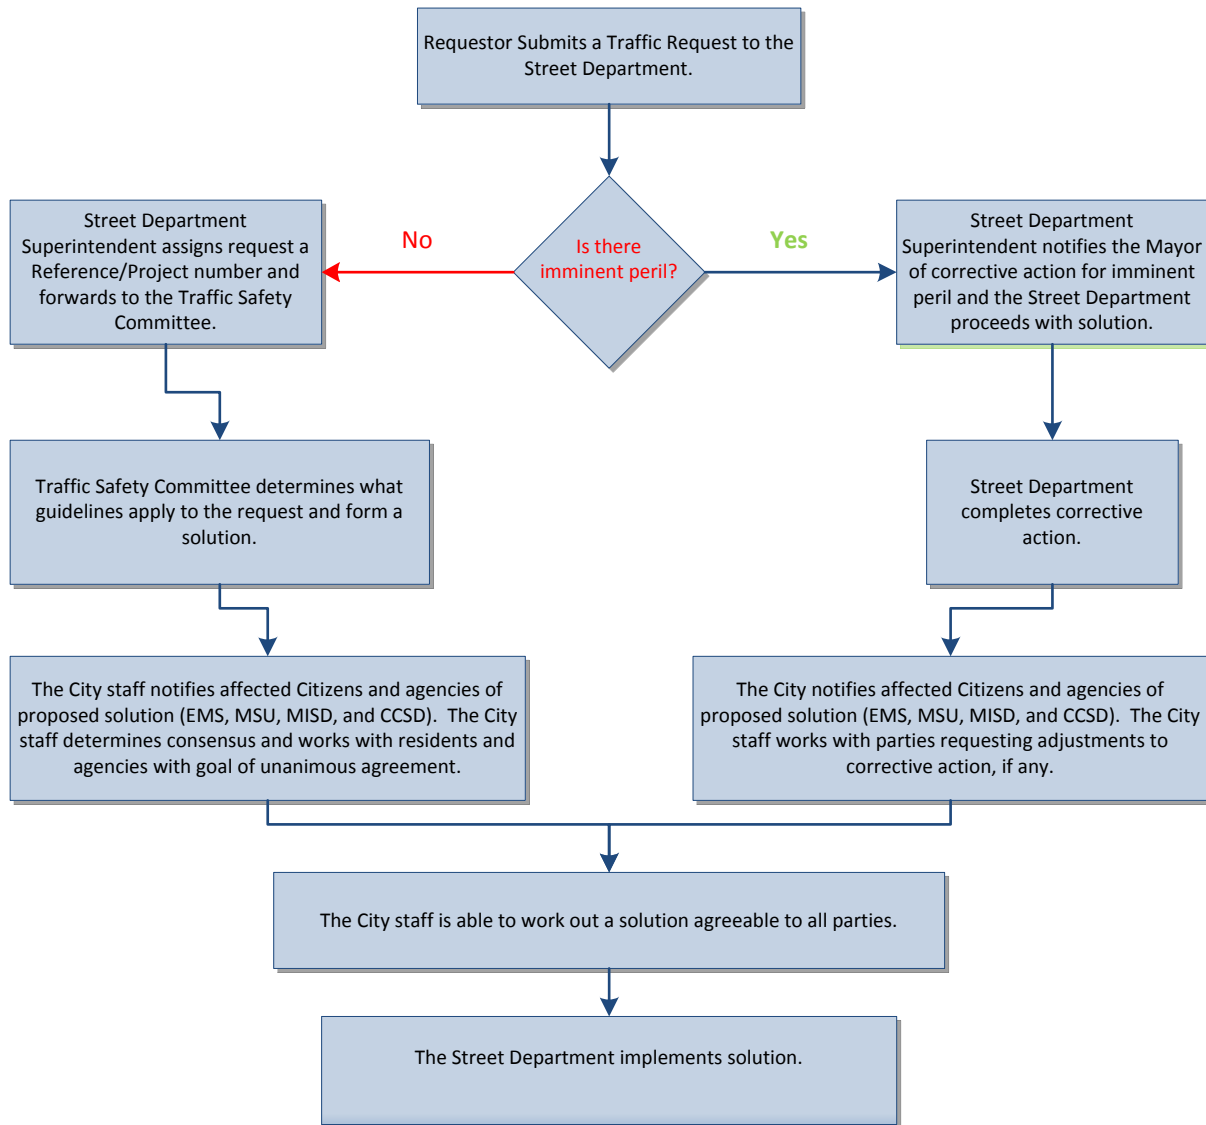 Requestor Submits a Traffic Request to the
Street Department.
Is there
imminent peril?
No
Yes
Street Department
Superintendent assigns request a
Reference/Project number and
forwards to the Traffic Safety
Committee.
Street Department
Superintendent notifies the Mayor
of corrective action for imminent
peril and the Street Department
proceeds with solution.
Traffic Safety Committee determines what
guidelines apply to the request and form a
solution.
Street Department
completes corrective
action.
The City staff notifies affected Citizens and agencies of
proposed solution (EMS, MSU, MISD, and CCSD).  The City
staff determines consensus and works with residents and
agencies with goal of unanimous agreement.
The City notifies affected Citizens and agencies of
proposed solution (EMS, MSU, MISD, and CCSD).  The City
staff works with parties requesting adjustments to
corrective action, if any.
The City staff is able to work out a solution agreeable to all parties.
The Street Department implements solution.